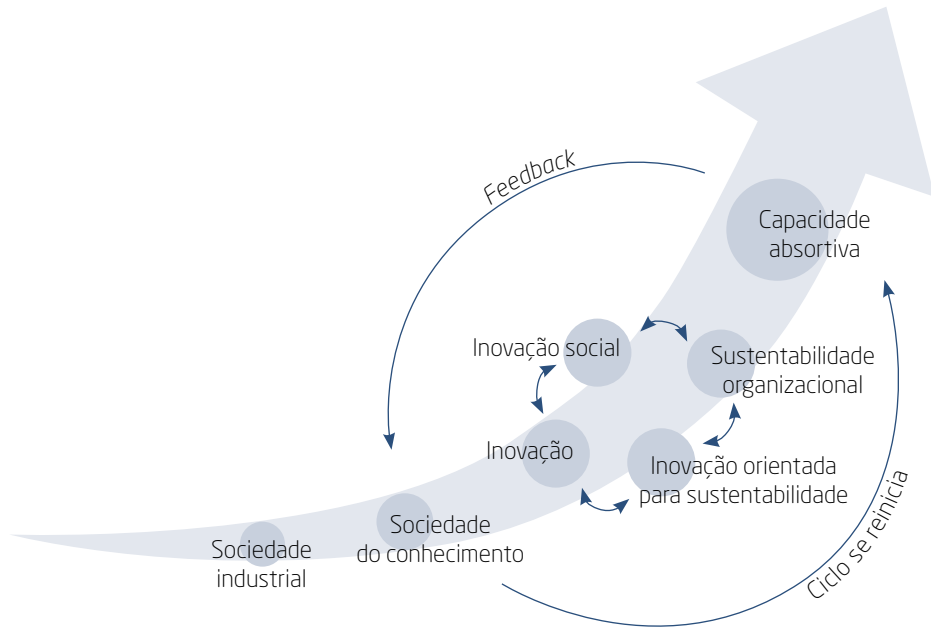 Feedback
Capacidade
absortiva
Inovação social
Sustentabilidade
organizacional
Inovação
Inovação orientada
para sustentabilidade
Sociedade
do conhecimento
Sociedade
industrial
Ciclo se reinicia